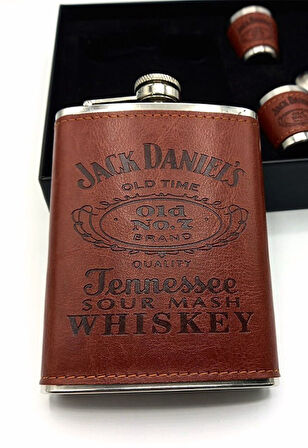 JACK DANIEL'S
OLD TIME
Old
NO. 7
BRAND
QUALITY
Tennessee
SOUR MASH
WHISKEY